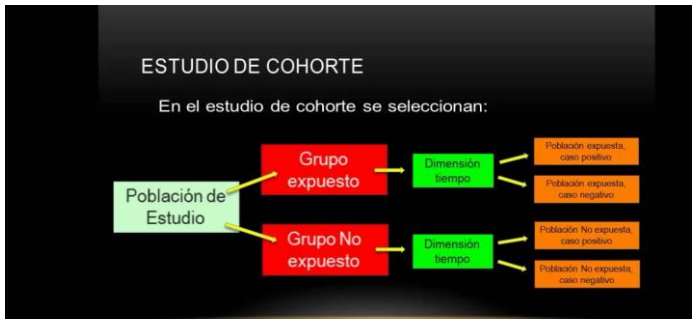 ESTUDIO DE COHORTE
En el estudio de cohorte se seleccionan:
Población de
Estudio
Grupo
expuesto
Dimensión
tiempo
Población expuesta,
caso positivo
Población expuesta,
caso negativo
Grupo No
expuesto
Dimensión
tiempo
Población No expuesta,
caso positivo
Población No expuesta,
caso negativo